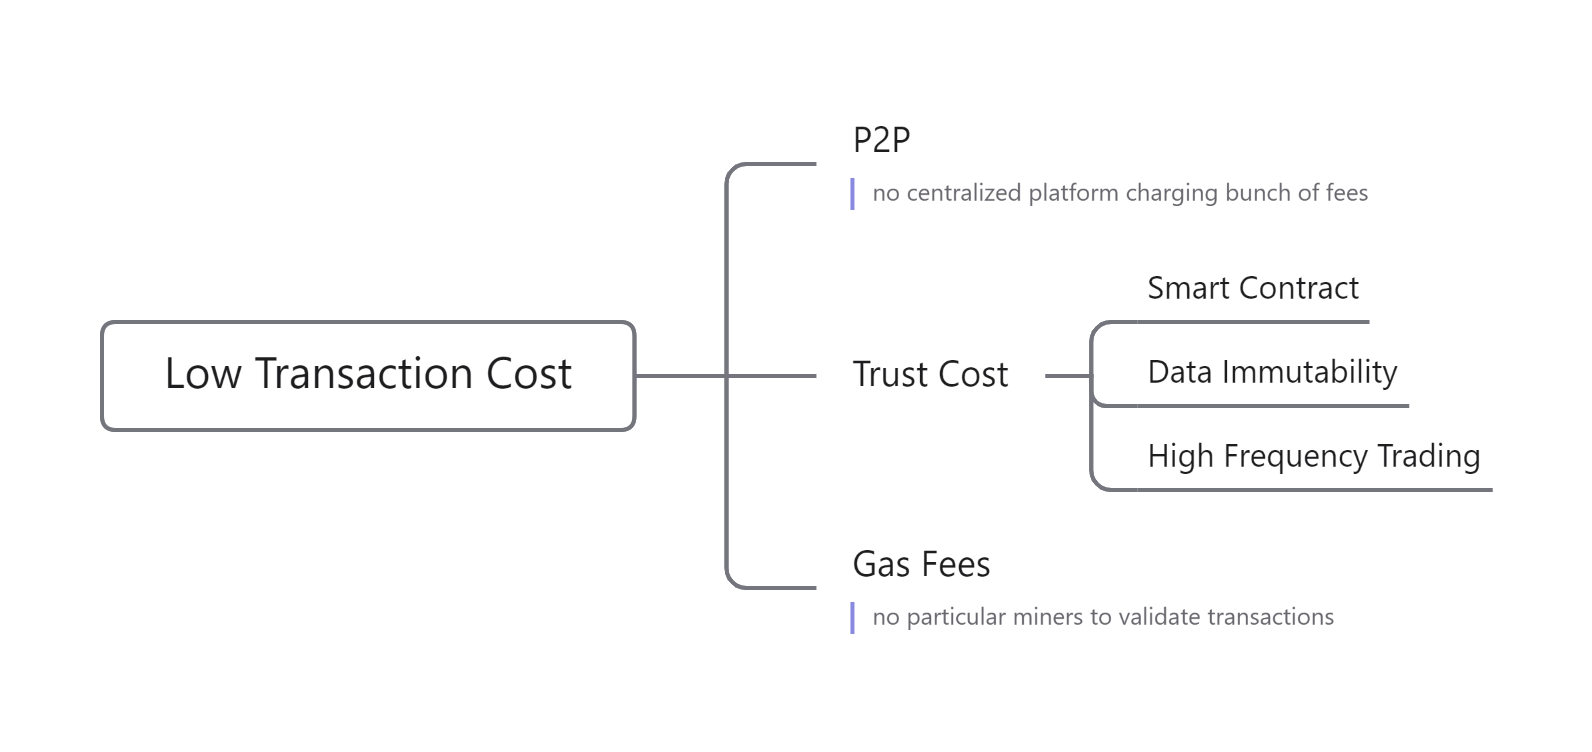 P2P
no centralized platform charging bunch of fees
Smart Contract
Low Transaction Cost
Trust Cost
Data Immutability
High Frequency Trading
Gas Fees
no particular miners to validate transactions